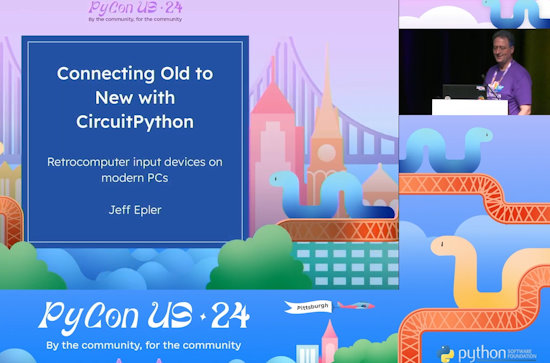 PyCon US · 24
By the community, for the community
Connecting Old to
New with
CircuitPython
Retrocomputer input devices on
modern PCs
Jeff Epler
PyCon US · 24
By the community, for the community
Pittsburgh
python SOFTWARE
FOUNDATION